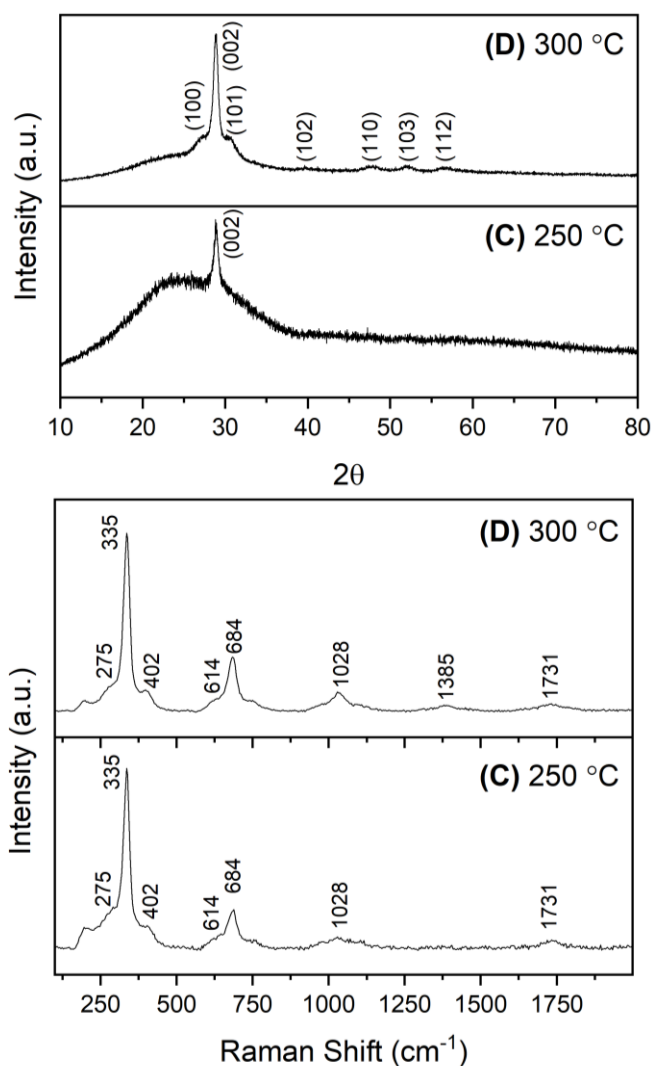 (D) 300 °C
(100)
(002)
(101)
(102)
(110)
(103)
(112)
(C) 250 °C
(002)
Intensity (a.u.)
10 20 30 40 50 60 70 80
2θ
(D) 300 °C
335
275
402
614
684
1028
1385
1731
(C) 250 °C
335
275
402
614
684
1028
1731
Intensity (a.u.)
250 500 750 1000 1250 1500 1750
Raman Shift (cm⁻¹)